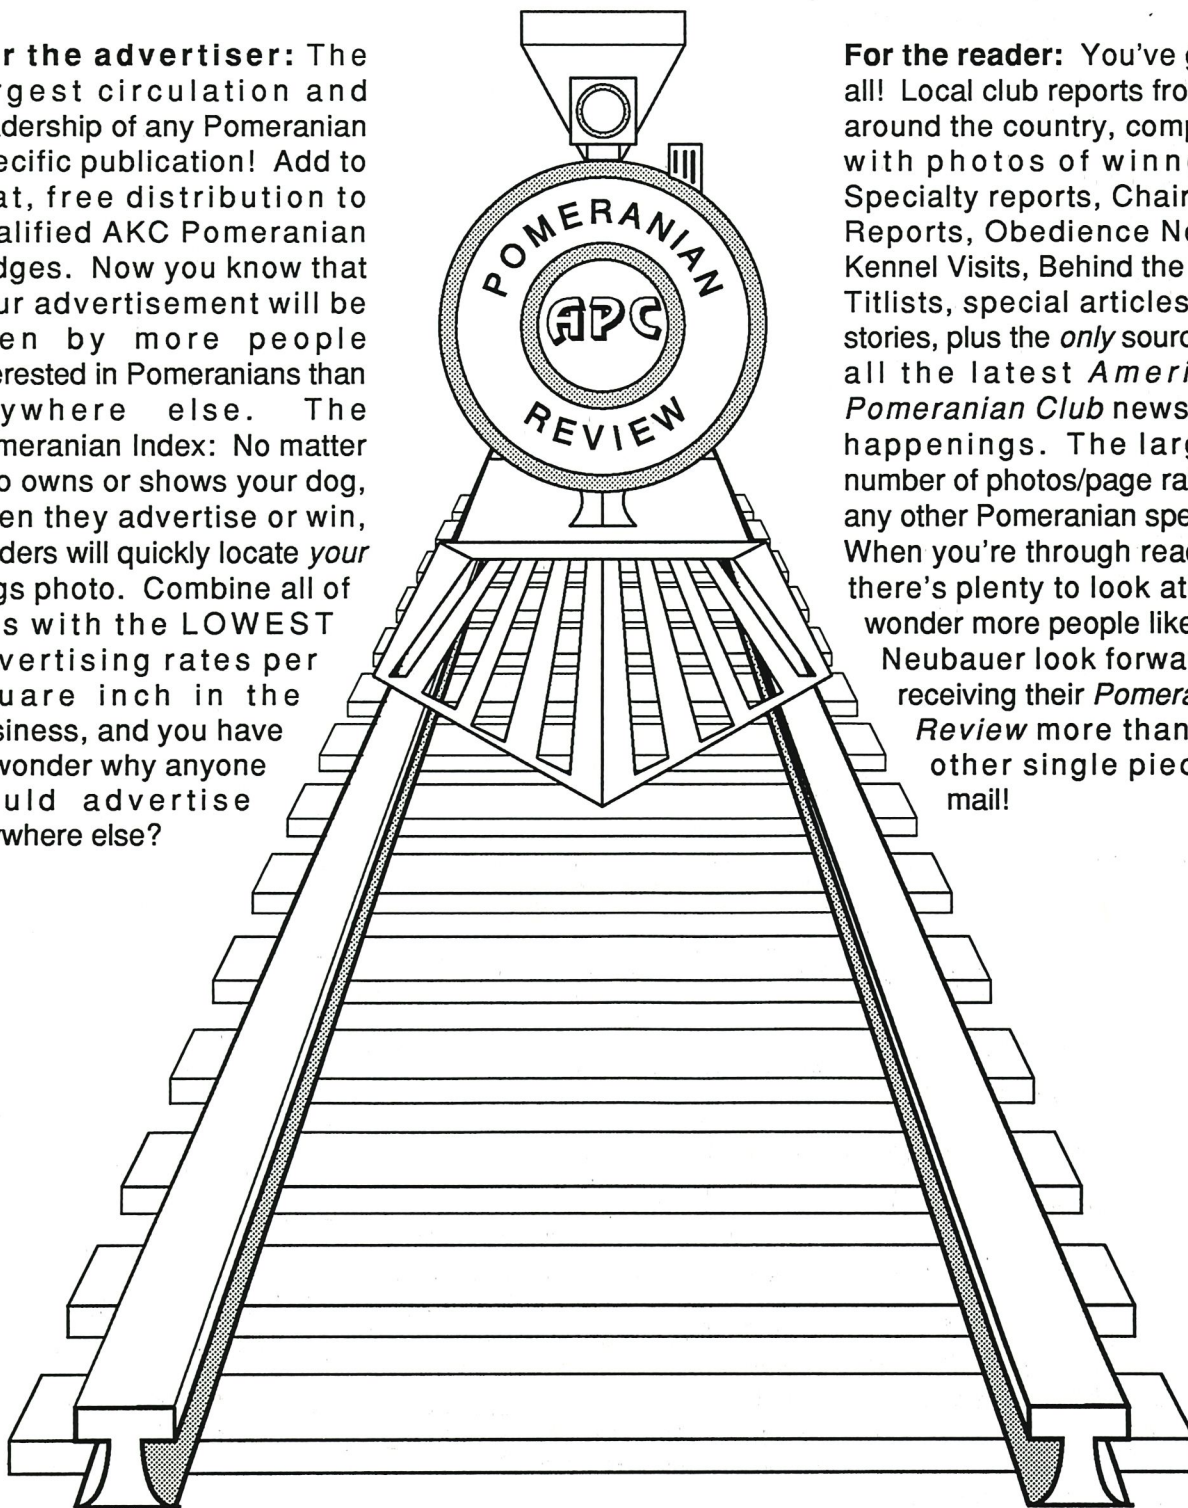 r the advertiser: The
rgest circulation and
adership of any Pomeranian
ecific publication! Add to
at, free distribution to
alified AKC Pomeranian
dges. Now you know that
ur advertisement will be
en by more people
erested in Pomeranians than
ywhere else. The
meranian Index: No matter
o owns or shows your dog,
en they advertise or win,
ders will quickly locate your
gs photo. Combine all of
s with the LOWEST
vertising rates per
uare inch in the
siness, and you have
wonder why anyone
uld advertise
ywhere else?
POMERANIAN
APC
REVIEW
For the reader: You've g
all! Local club reports fro
around the country, comp
with photos of winne
Specialty reports, Chair
Reports, Obedience Ne
Kennel Visits, Behind the
Titlists, special articles
stories, plus the only sourc
all the latest Ameri
Pomeranian Club news
happenings. The larg
number of photos/page ra
any other Pomeranian spe
When you're through read
there's plenty to look at
wonder more people like
Neubauer look forwa
receiving their Pomera
Review more than
other single piec
mail!